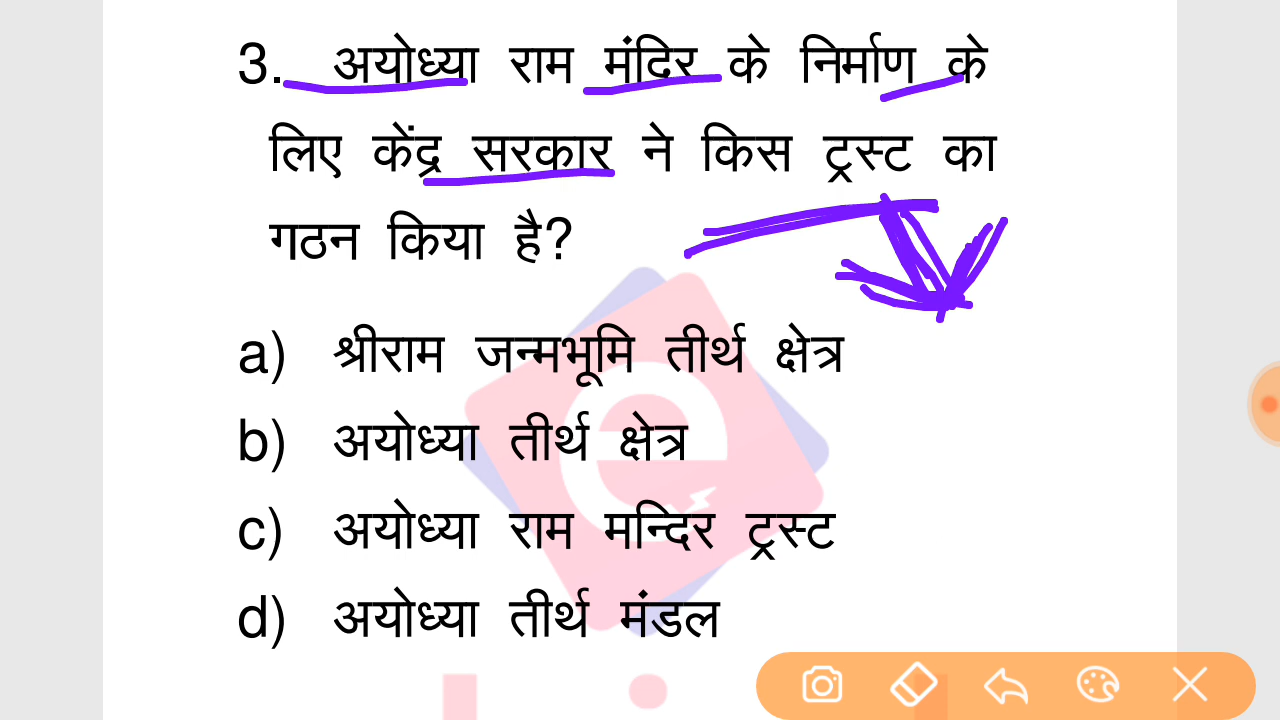 3. अयोध्या राम मंदिर के निर्माण के
लिए केंद्र सरकार ने किस ट्रस्ट का
गठन किया है?
a) श्रीराम जन्मभूमि तीर्थ क्षेत्र
b) अयोध्या तीर्थ क्षेत्र
c) अयोध्या राम मन्दिर ट्रस्ट
d) अयोध्या तीर्थ मंडल